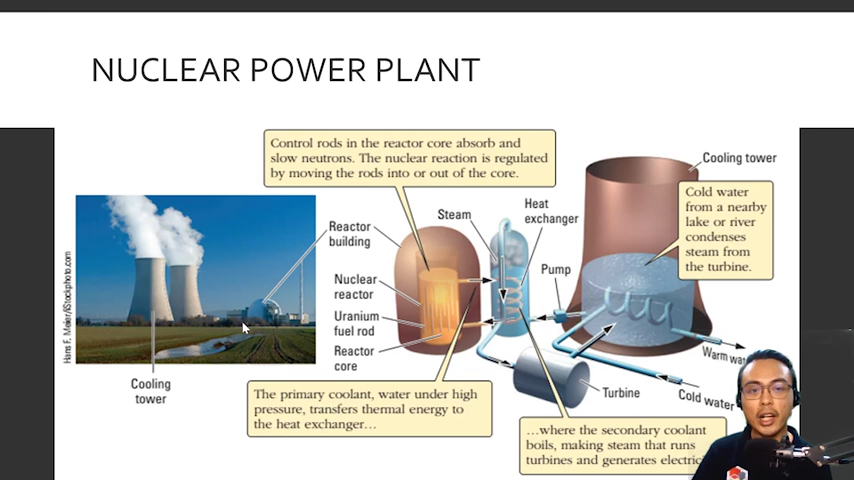 NUCLEAR POWER PLANT
Control rods in the reactor core absorb and
slow neutrons. The nuclear reaction is regulated
by moving the rods into or out of the core.
Cooling tower
Cold water
from a nearby
lake or river
condenses
steam from
the turbine.
Heat
exchanger
Steam
Reactor
building
Pump
Nuclear
reactor
Uranium
fuel rod
Reactor
core
Hans F. Meier/iStockphoto.com
Warm
Cooling
tower
Turbine
Cold water
The primary coolant, water under high
pressure, transfers thermal energy to
the heat exchanger...
...where the secondary coolant
boils, making steam that runs
turbines and generates